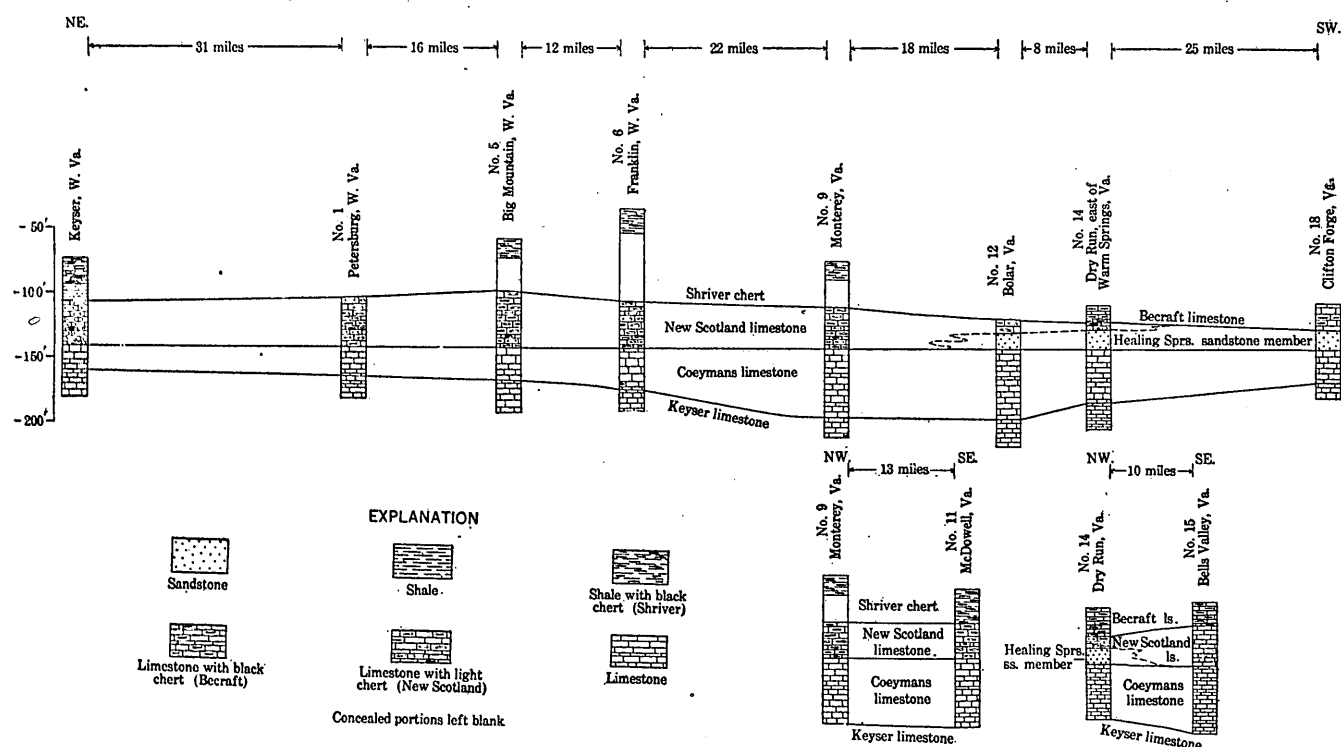 NE.
SW.
31 miles
16 miles
12 miles
22 miles
18 miles
8 miles
25 miles
Keyser, W. Va.
No. 1
Petersburg, W. Va.
No. 5
Big Mountain, W. Va.
No. 6
Franklin, W. Va.
No. 9
Monterey, Va.
No. 12
Bolar, Va.
No. 14
Dry Run, east of
Warm Springs, Va.
No. 18
Clifton Forge, Va.
- 50'
-100'
-150'
-200'
Shriver chert
New Scotland limestone
Coeymans limestone
Keyser limestone
Becraft limestone
Healing Sprs. sandstone member
NW.
13 miles
SE.
No. 9
Monterey, Va.
No. 11
McDowell, Va.
Shriver chert
New Scotland
limestone
Coeymans
limestone
Keyser limestone
NW.
10 miles
SE.
No. 14
Dry Run, Va.
No. 15
Bells Valley, Va.
Becraft ls.
New Scotland
ls.
Healing Sprs.
ss. member
Coeymans
limestone
Keyser limestone
EXPLANATION
Sandstone
Shale
Shale with black
chert (Shriver)
Limestone with black
chert (Becraft)
Limestone with light
chert (New Scotland)
Limestone
Concealed portions left blank